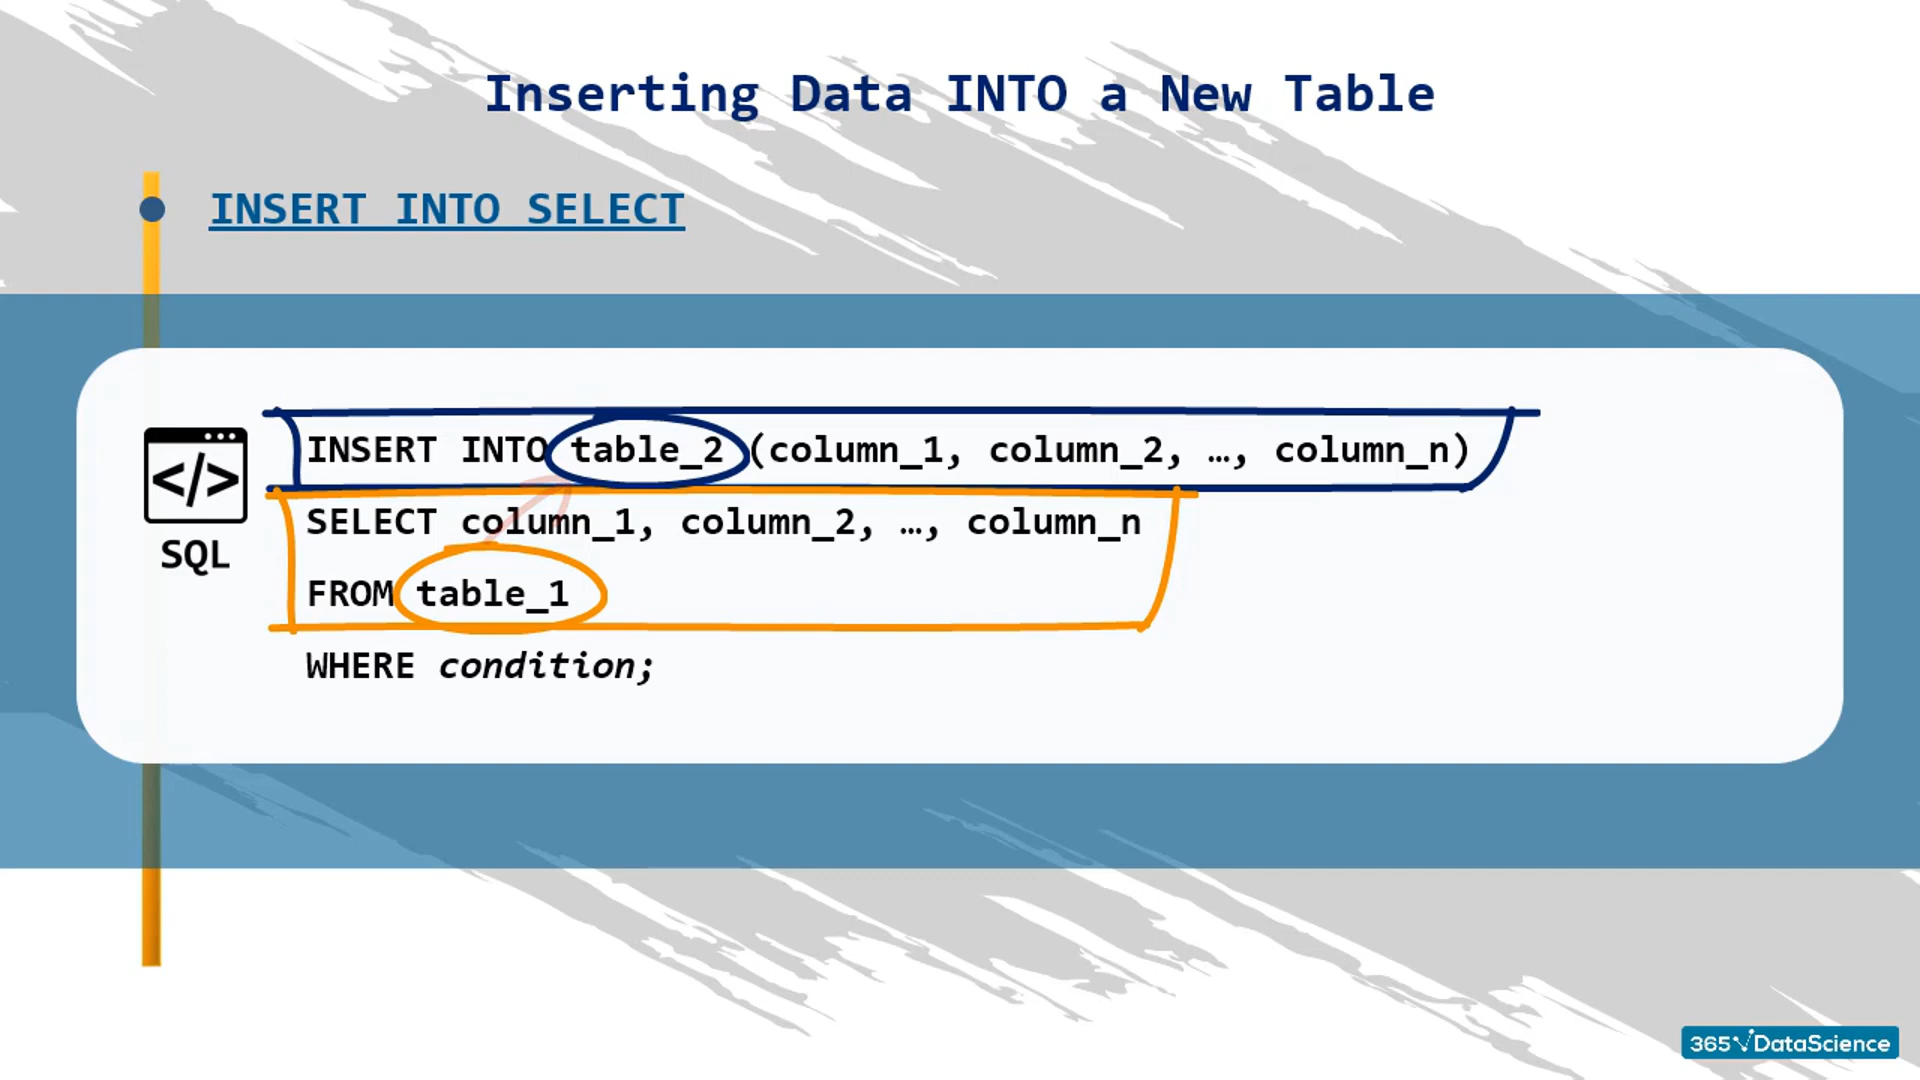 Inserting Data INTO a New Table
INSERT INTO SELECT
INSERT INTO table_2 (column_1, column_2, …, column_n)
SELECT column_1, column_2, …, column_n
FROM table_1
WHERE condition;
</>
SQL
365 DataScience